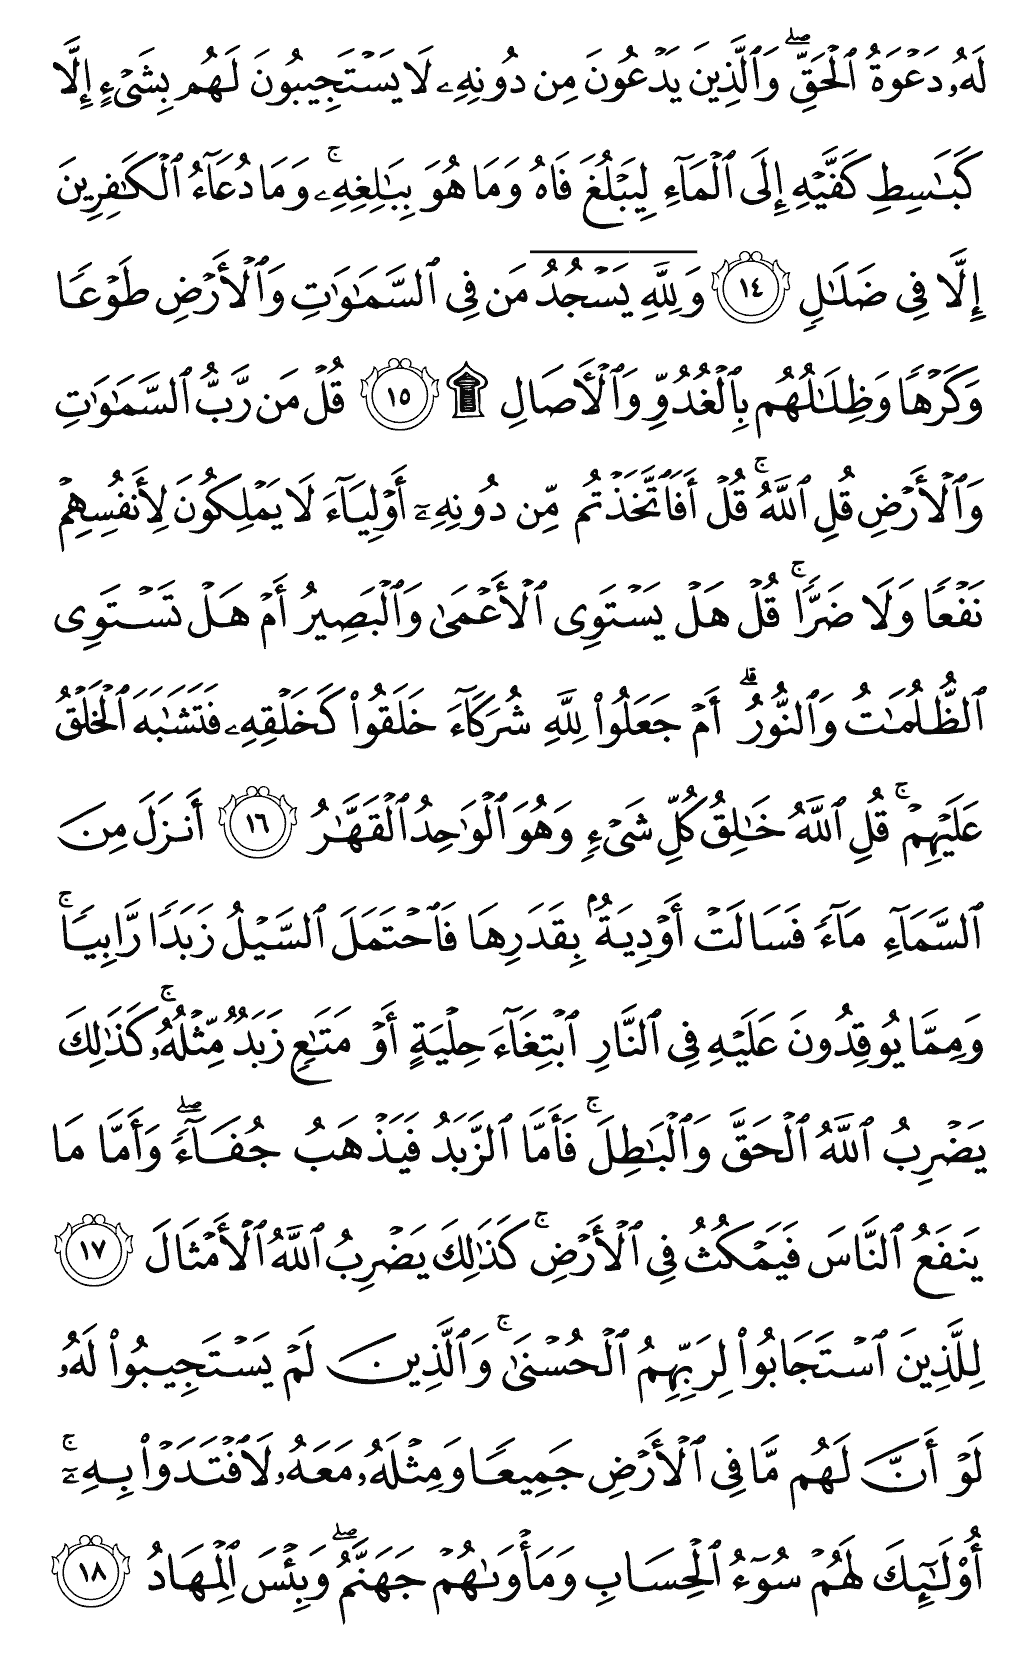 لَهُۥ دَعْوَةُ ٱلْحَقِّ ۖ وَٱلَّذِينَ يَدْعُونَ مِن دُونِهِۦ لَا يَسْتَجِيبُونَ لَهُم بِشَىْءٍ إِلَّا
كَبَـٰسِطِ كَفَّيْهِ إِلَى ٱلْمَآءِ لِيَبْلُغَ فَاهُ وَمَا هُوَ بِبَـٰلِغِهِۦ ۚ وَمَا دُعَآءُ ٱلْكَـٰفِرِينَ
إِلَّا فِى ضَلَـٰلٍ ١٤ وَلِلَّهِ يَسْجُدُ مَن فِى ٱلسَّمَـٰوَٰتِ وَٱلْأَرْضِ طَوْعًا
وَكَرْهًا وَظِلَـٰلُهُم بِٱلْغُدُوِّ وَٱلْـَٔاصَالِ ۩ ١٥ قُلْ مَن رَّبُّ ٱلسَّمَـٰوَٰتِ
وَٱلْأَرْضِ قُلِ ٱللَّهُ ۚ قُلْ أَفَٱتَّخَذْتُم مِّن دُونِهِۦٓ أَوْلِيَآءَ لَا يَمْلِكُونَ لِأَنفُسِهِمْ
نَفْعًا وَلَا ضَرًّا ۚ قُلْ هَلْ يَسْتَوِى ٱلْأَعْمَىٰ وَٱلْبَصِيرُ أَمْ هَلْ تَسْتَوِى
ٱلظُّلُمَـٰتُ وَٱلنُّورُ ۗ أَمْ جَعَلُوا۟ لِلَّهِ شُرَكَآءَ خَلَقُوا۟ كَخَلْقِهِۦ فَتَشَـٰبَهَ ٱلْخَلْقُ
عَلَيْهِمْ ۚ قُلِ ٱللَّهُ خَـٰلِقُ كُلِّ شَىْءٍ وَهُوَ ٱلْوَٰحِدُ ٱلْقَهَّـٰرُ ١٦ أَنزَلَ مِنَ
ٱلسَّمَآءِ مَآءً فَسَالَتْ أَوْدِيَةٌۢ بِقَدَرِهَا فَٱحْتَمَلَ ٱلسَّيْلُ زَبَدًا رَّابِيًا ۚ
وَمِمَّا يُوقِدُونَ عَلَيْهِ فِى ٱلنَّارِ ٱبْتِغَآءَ حِلْيَةٍ أَوْ مَتَـٰعٍ زَبَدٌ مِّثْلُهُۥ ۚ كَذَٰلِكَ
يَضْرِبُ ٱللَّهُ ٱلْحَقَّ وَٱلْبَـٰطِلَ ۚ فَأَمَّا ٱلزَّبَدُ فَيَذْهَبُ جُفَآءً ۖ وَأَمَّا مَا
يَنفَعُ ٱلنَّاسَ فَيَمْكُثُ فِى ٱلْأَرْضِ ۚ كَذَٰلِكَ يَضْرِبُ ٱللَّهُ ٱلْأَمْثَالَ ١٧
لِلَّذِينَ ٱسْتَجَابُوا۟ لِرَبِّهِمُ ٱلْحُسْنَىٰ ۚ وَٱلَّذِينَ لَمْ يَسْتَجِيبُوا۟ لَهُۥ
لَوْ أَنَّ لَهُم مَّا فِى ٱلْأَرْضِ جَمِيعًا وَمِثْلَهُۥ مَعَهُۥ لَٱفْتَدَوْا۟ بِهِۦٓ ۚ
أُو۟لَـٰٓئِكَ لَهُمْ سُوٓءُ ٱلْحِسَابِ وَمَأْوَىٰهُمْ جَهَنَّمُ ۖ وَبِئْسَ ٱلْمِهَادُ ١٨